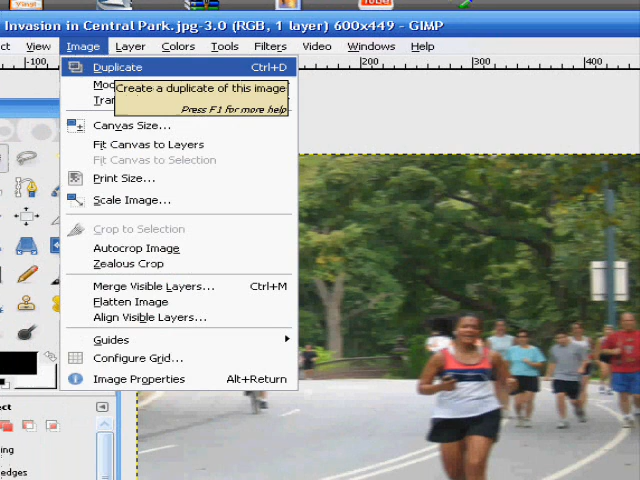 Invasion in Central Park.jpg-3.0 (RGB, 1 layer) 600x449 – GIMP
View Image Layer Colors Tools Filters Video Windows Help
-100 200 300 400
Duplicate Ctrl+D
Create a duplicate of this image
Press F1 for more help
Canvas Size...
Fit Canvas to Layers
Fit Canvas to Selection
Print Size...
Scale Image...
Crop to Selection
Autocrop Image
Zealous Crop
Merge Visible Layers... Ctrl+M
Flatten Image
Align Visible Layers...
Guides
Configure Grid...
Image Properties Alt+Return